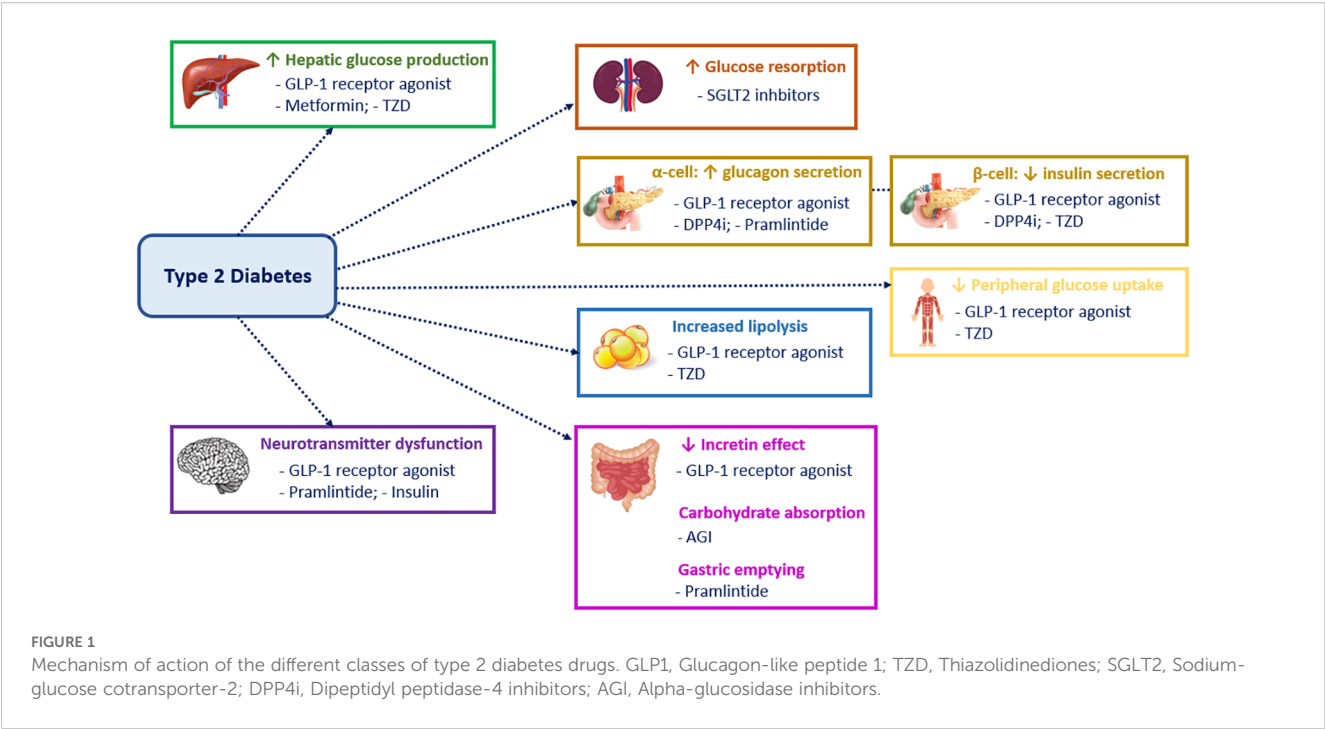 ↑ Hepatic glucose production
- GLP-1 receptor agonist
- Metformin; - TZD
↑ Glucose resorption
- SGLT2 inhbitors
α-cell: ↑ glucagon secretion
- GLP-1 receptor agonist
- DPP4i; - Pramlintide
β-cell: ↓ insulin secretion
- GLP-1 receptor agonist
- DPP4i; - TZD
Type 2 Diabetes
↓ Peripheral glucose uptake
- GLP-1 receptor agonist
- TZD
Increased lipolysis
- GLP-1 receptor agonist
- TZD
Neurotransmitter dysfunction
- GLP-1 receptor agonist
- Pramlintide; - Insulin
↓ Incretin effect
- GLP-1 receptor agonist
Carbohydrate absorption
- AGI
Gastric emptying
- Pramlintide
FIGURE 1
Mechanism of action of the different classes of type 2 diabetes drugs. GLP1, Glucagon-like peptide 1; TZD, Thiazolidinediones; SGLT2, Sodium-
glucose cotransporter-2; DPP4i, Dipeptidyl peptidase-4 inhibitors; AGI, Alpha-glucosidase inhibitors.